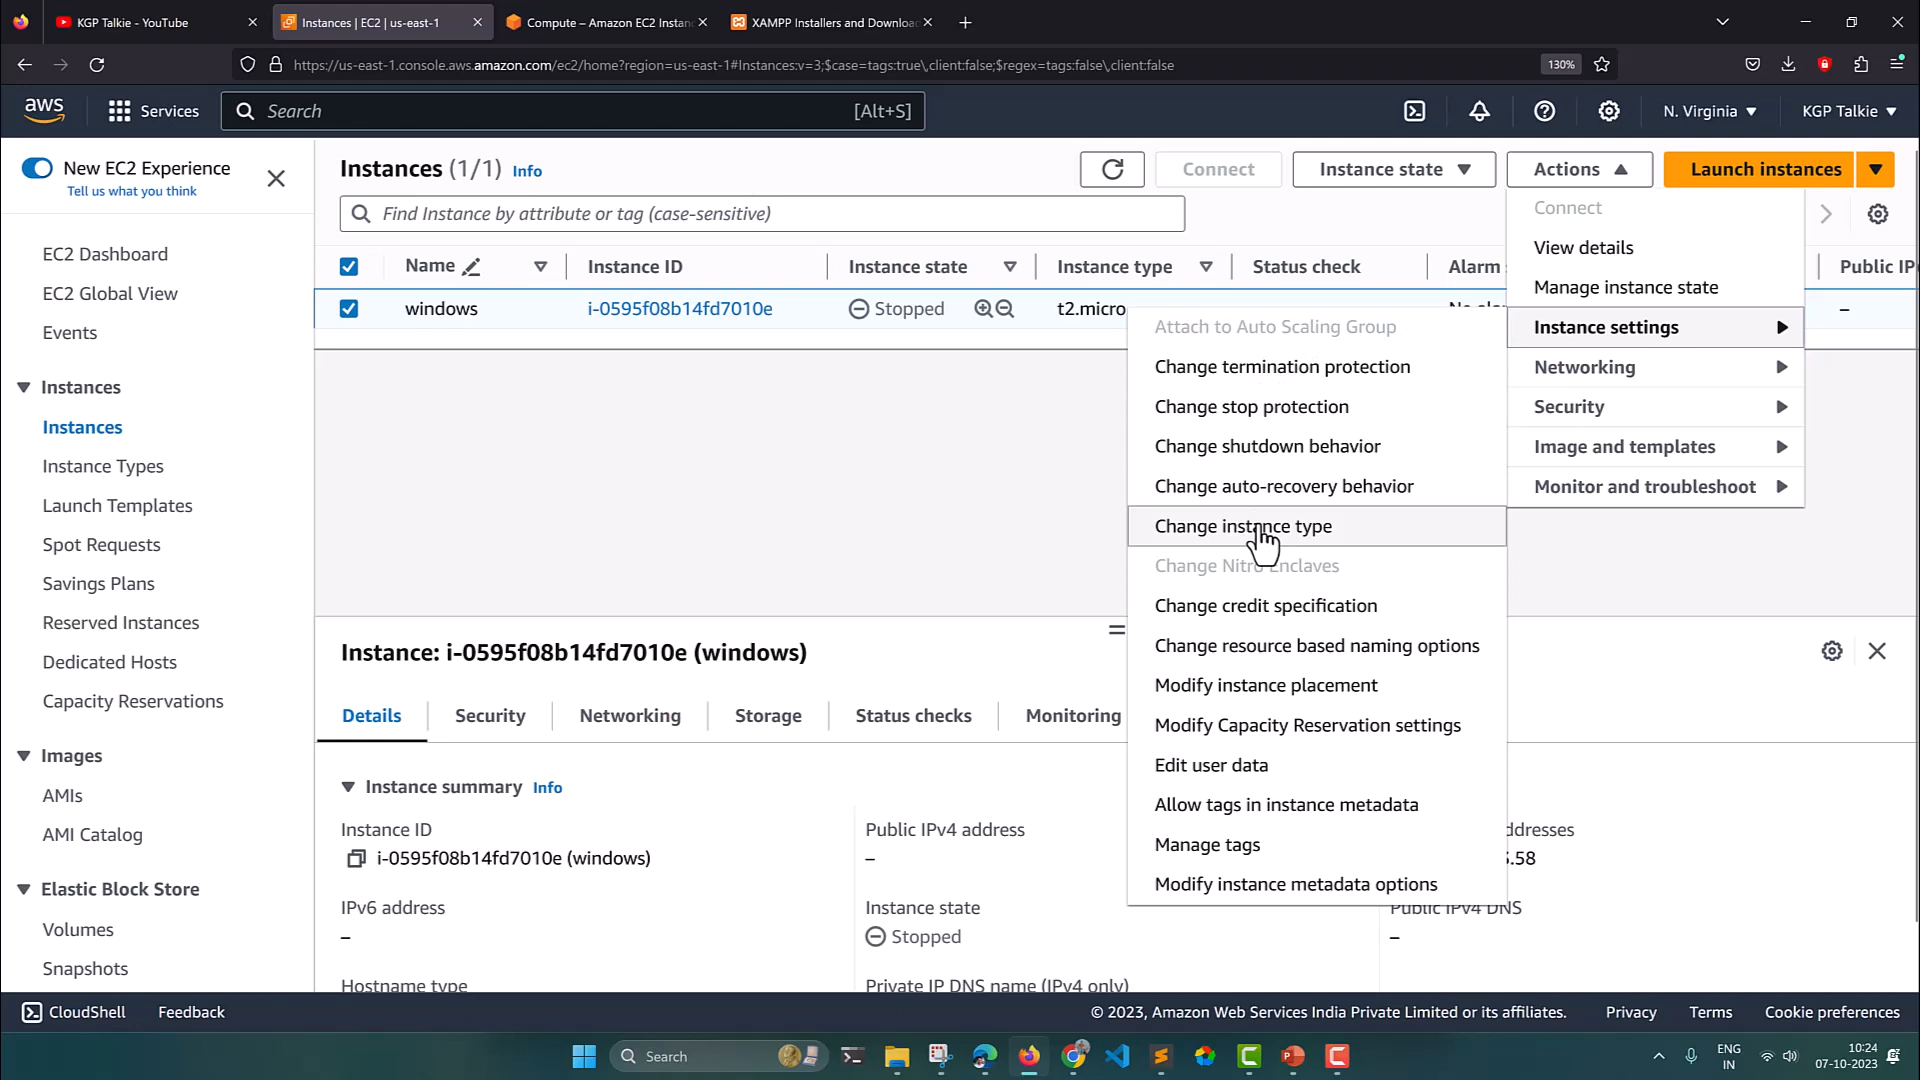 KGP Talkie - YouTube
Instances | EC2 | us-east-1
Compute – Amazon EC2 Instan
XAMPP Installers and Downloa
https://us-east-1.console.aws.amazon.com/ec2/home?region=us-east-1#Instances:v=3;$case=tags:true\,client:false;$regex=tags:false\,client:false
130%
aws
Services
Search
[Alt+S]
N. Virginia
KGP Talkie
New EC2 Experience
Tell us what you think
EC2 Dashboard
EC2 Global View
Events
Instances
Instances
Instance Types
Launch Templates
Spot Requests
Savings Plans
Reserved Instances
Dedicated Hosts
Capacity Reservations
Images
AMIs
AMI Catalog
Elastic Block Store
Volumes
Snapshots
Instances (1/1) Info
Connect
Instance state
Actions
Launch instances
Find Instance by attribute or tag (case-sensitive)
Name
Instance ID
Instance state
Instance type
Status check
Alarm
Public IP
windows
i-0595f08b14fd7010e
Stopped
t2.micro
–
Connect
View details
Manage instance state
Instance settings
Networking
Security
Image and templates
Monitor and troubleshoot
Attach to Auto Scaling Group
Change termination protection
Change stop protection
Change shutdown behavior
Change auto-recovery behavior
Change instance type
Change Nitro Enclaves
Change credit specification
Change resource based naming options
Modify instance placement
Modify Capacity Reservation settings
Edit user data
Allow tags in instance metadata
Manage tags
Modify instance metadata options
Instance: i-0595f08b14fd7010e (windows)
Details
Security
Networking
Storage
Status checks
Monitoring
Instance summary Info
Instance ID
i-0595f08b14fd7010e (windows)
Public IPv4 address
–
ddresses
.58
IPv6 address
–
Instance state
Stopped
Public IPv4 DNS
–
Hostname type
Private IP DNS name (IPv4 only)
CloudShell
Feedback
© 2023, Amazon Web Services India Private Limited or its affiliates.
Privacy
Terms
Cookie preferences
Search
ENG
IN
10:24
07-10-2023